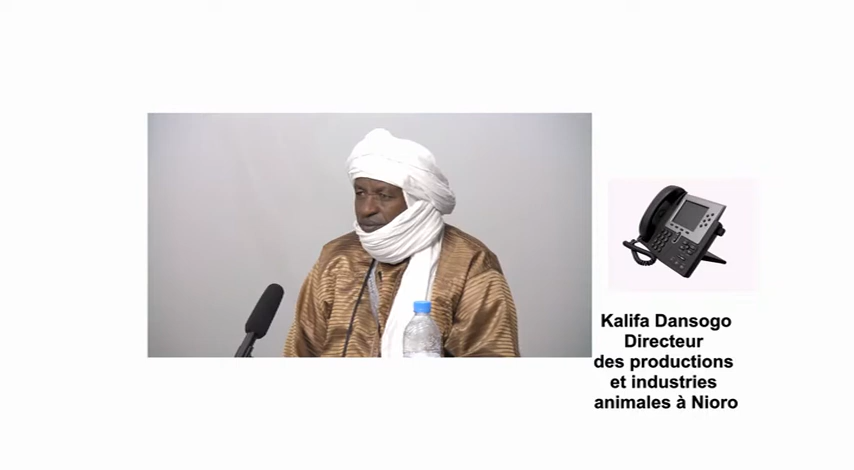 Kalifa Dansogo
Directeur
des productions
et industries
animales à Nioro